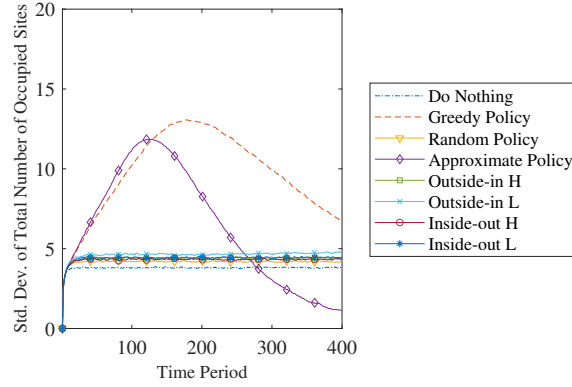 Std. Dev. of Total Number of Occupied Sites
20
15
10
5
0
100
200
300
400
Time Period
Do Nothing
Greedy Policy
Random Policy
Approximate Policy
Outside-in H
Outside-in L
Inside-out H
Inside-out L